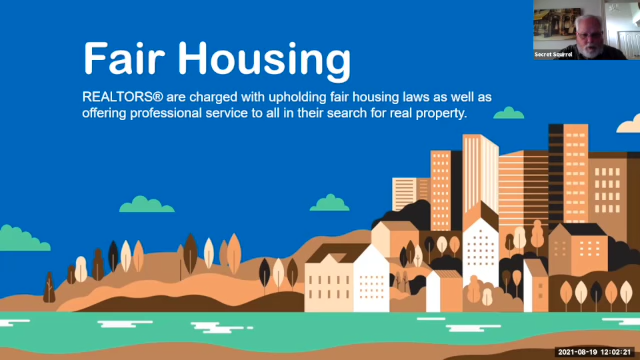 Fair Housing
REALTORS® are charged with upholding fair housing laws as well as
offering professional service to all in their search for real property.
Secret Squirrel
2021-08-19 12:02:21